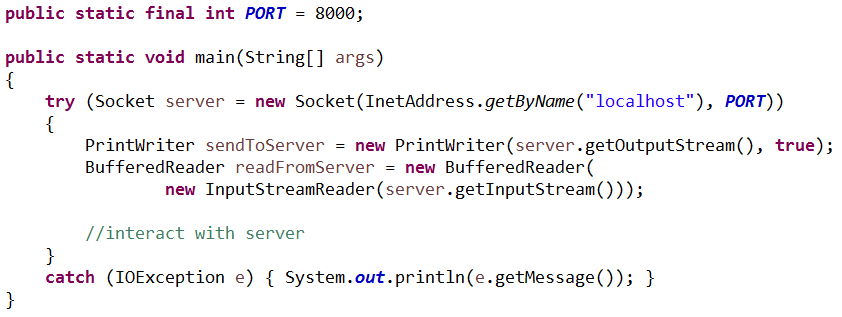 public static final int PORT = 8000;
public static void main(String[] args)
{
try (Socket server = new Socket(InetAddress.getByName("localhost"), PORT))
{
PrintWriter sendToServer = new PrintWriter(server.getOutputStream(), true);
BufferedReader readFromServer = new BufferedReader(
new InputStreamReader(server.getInputStream()));
//interact with server
}
catch (IOException e) { System.out.println(e.getMessage()); }
}